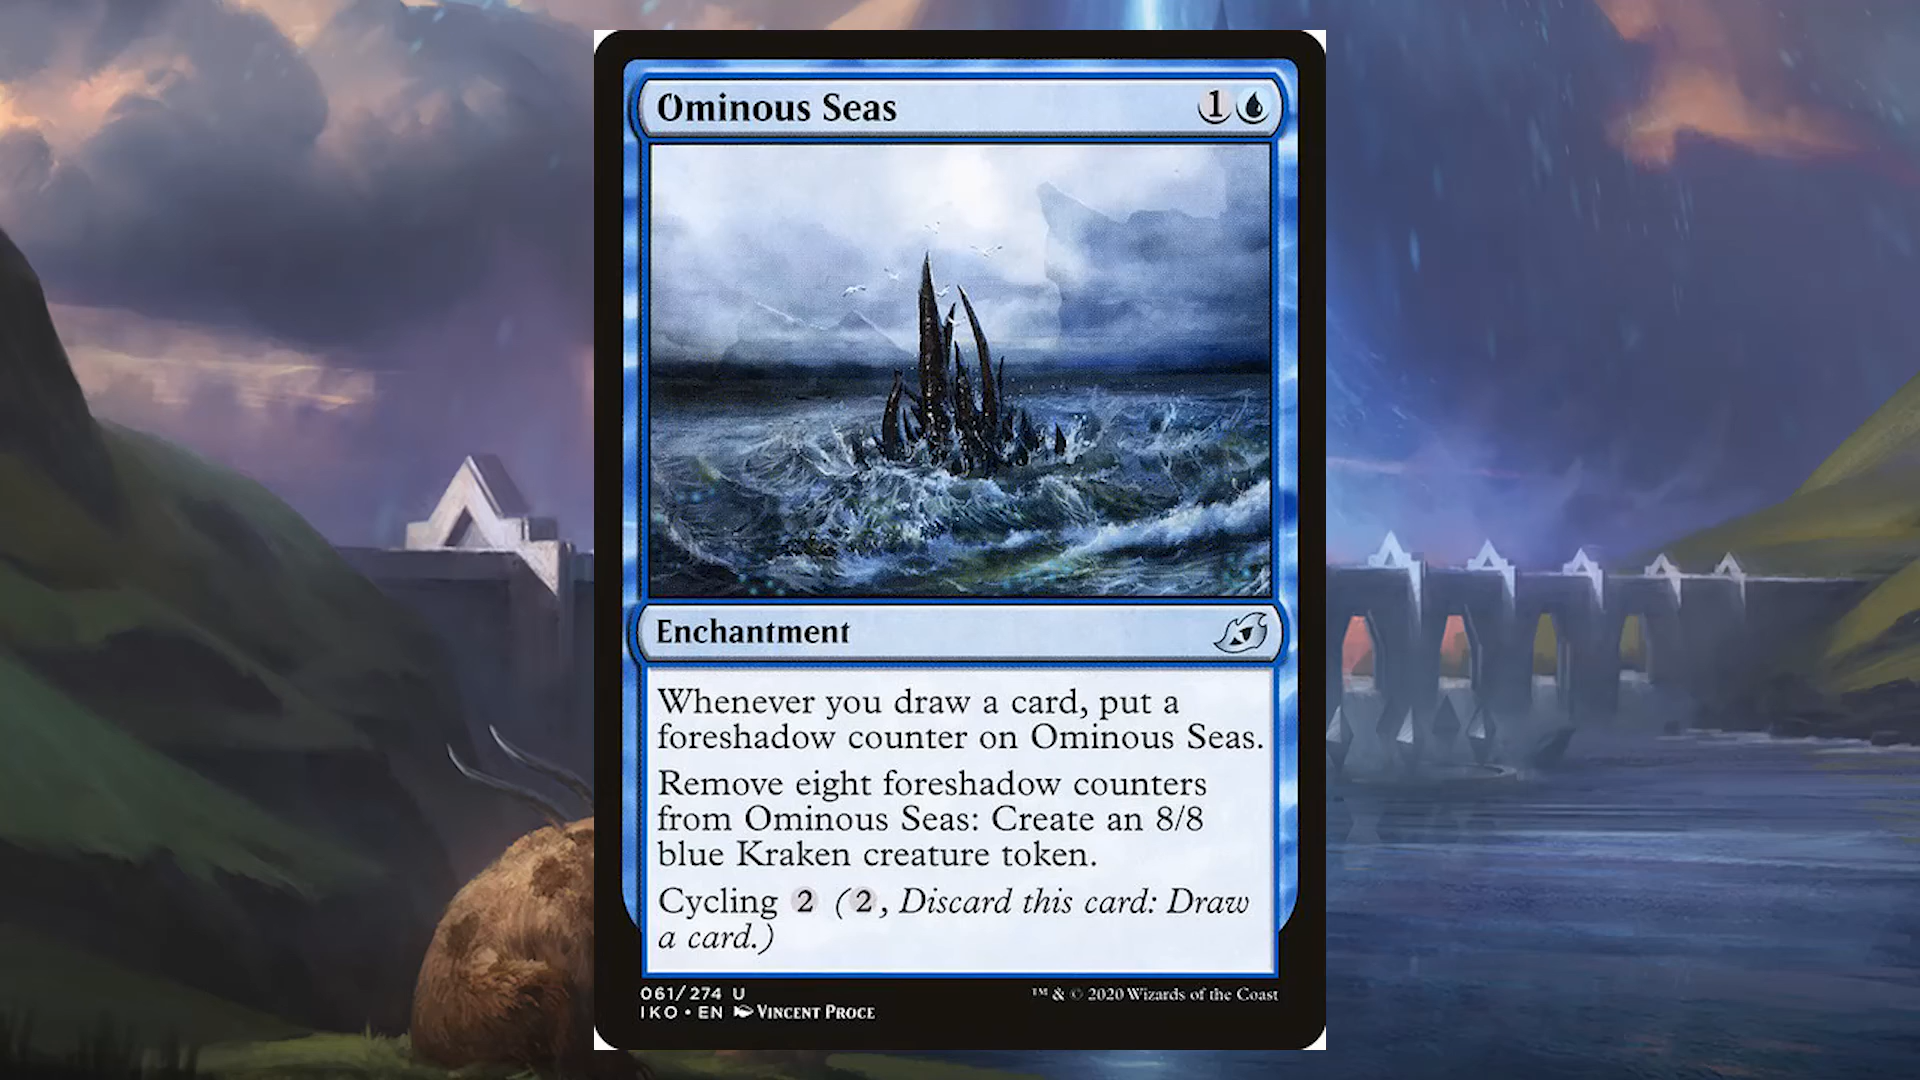 Ominous Seas 1
Enchantment
Whenever you draw a card, put a
foreshadow counter on Ominous Seas.
Remove eight foreshadow counters
from Ominous Seas: Create an 8/8
blue Kraken creature token.
Cycling 2 (2, Discard this card: Draw
a card.)
061/274 U
IKO • EN VINCENT PROCE
™ & © 2020 Wizards of the Coast